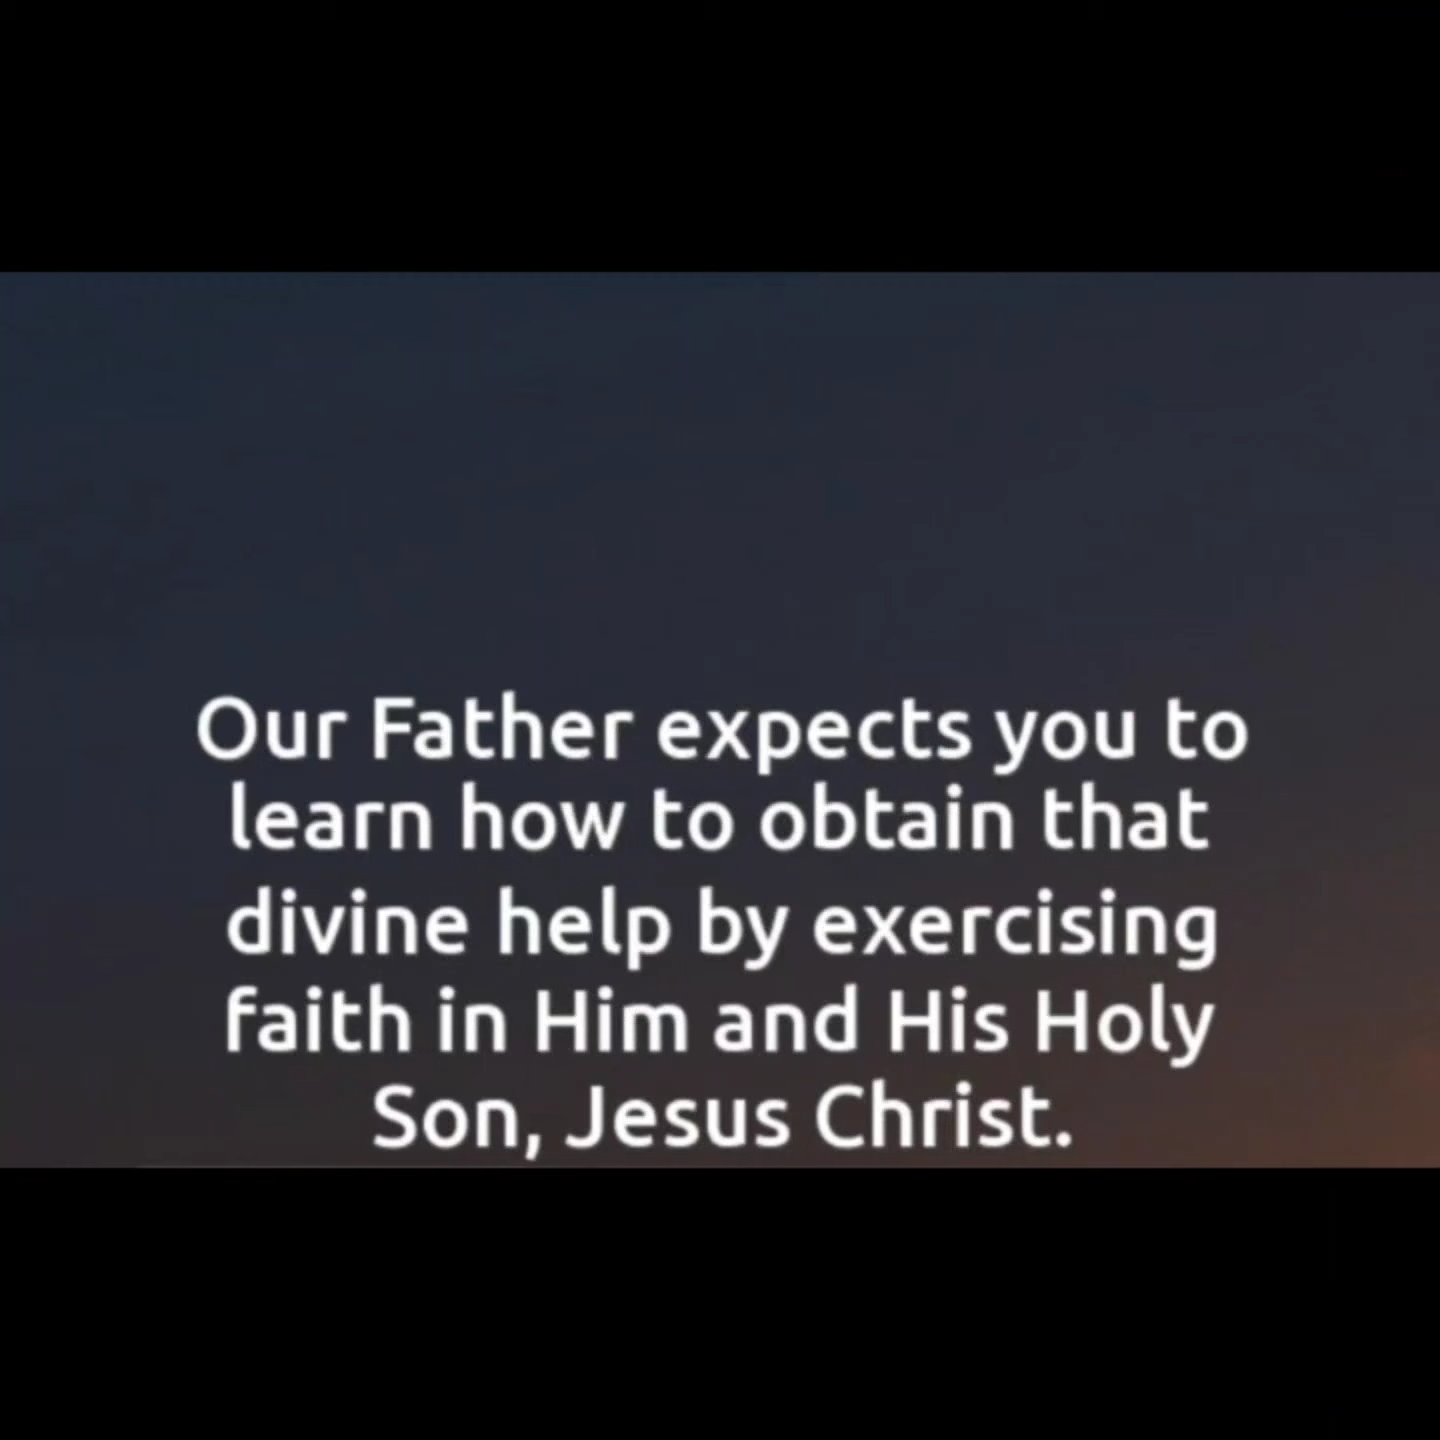 Our Father expects you to
learn how to obtain that
divine help by exercising
faith in Him and His Holy
Son, Jesus Christ.